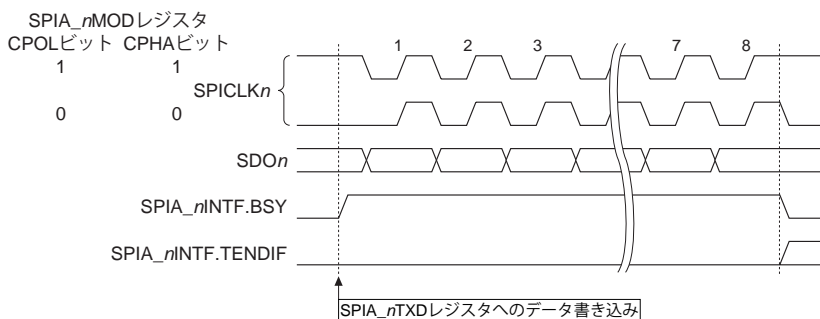 SPIA_nMODレジスタ
CPOLビット CPHAビット
1 1
0 0
SPICLKn
1 2 3 7 8
SDOn
SPIA_nINTF.BSY
SPIA_nINTF.TENDIF
SPIA_nTXDレジスタへのデータ書き込み